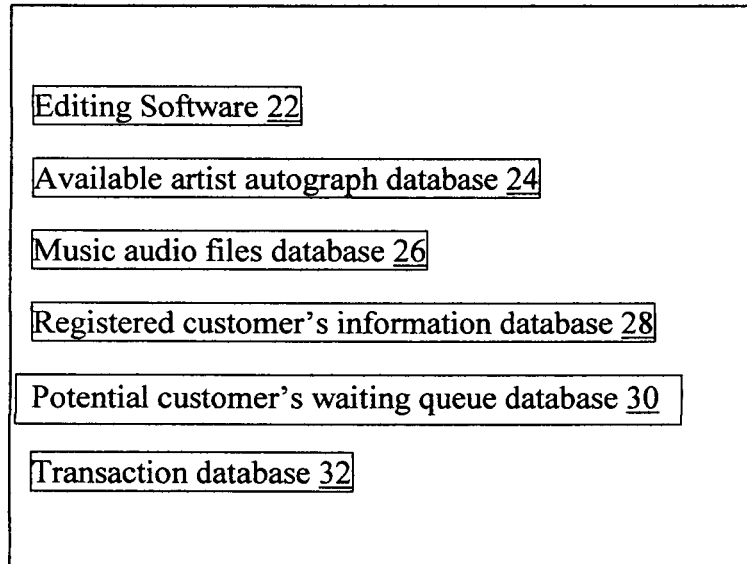 Editing Software 22
Available artist autograph database 24
Music audio files database 26
Registered customer's information database 28
Potential customer's waiting queue database 30
Transaction database 32